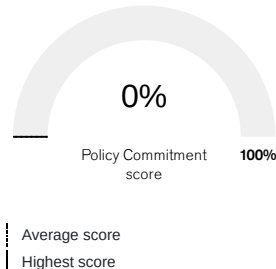 0%
Policy Commitment
score
100%
Average score
Highest score